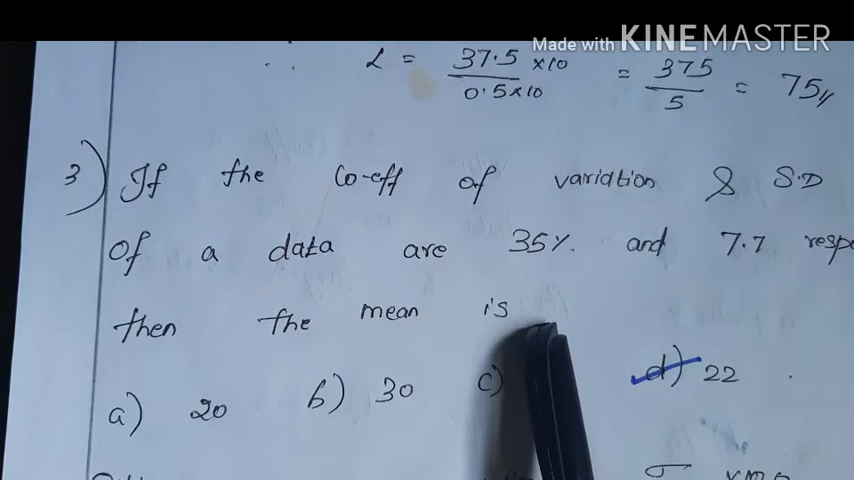 Made with KINEMASTER
∴ L = 37.5 ×10 / 0.5×10 = 375 / 5 = 75
3) If the co-eff of variation & S.D
of a data are 35%. and 7.7 respe
then the mean is
a) 20 b) 30 c) d) 22 .
σ